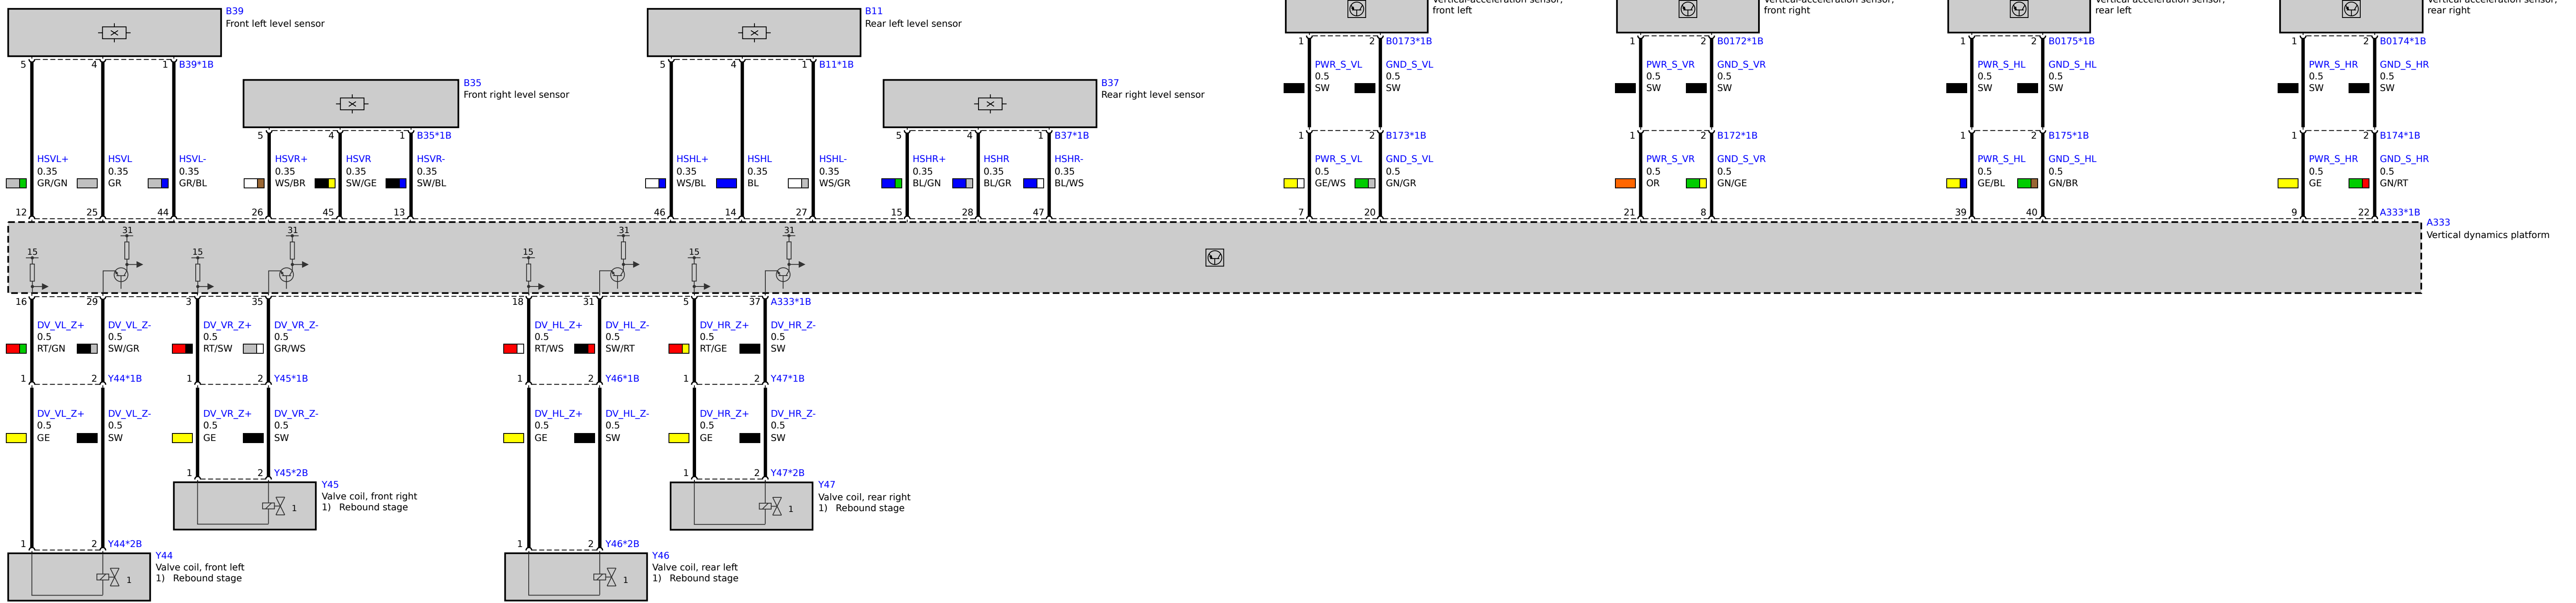 B39
Front left level sensor
B11
Rear left level sensor
front left
front right
rear left
rear right
1 2 B0173*1B
1 2 B0172*1B
1 2 B0175*1B
1 2 B0174*1B
5 4 1 B39*1B
5 4 1 B11*1B
PWR_S_VL GND_S_VL
0.5 0.5
SW SW
PWR_S_VR GND_S_VR
0.5 0.5
SW SW
PWR_S_HL GND_S_HL
0.5 0.5
SW SW
PWR_S_HR GND_S_HR
0.5 0.5
SW SW
B35
Front right level sensor
B37
Rear right level sensor
5 4 1 B35*1B
5 4 1 B37*1B
1 2 B173*1B
1 2 B172*1B
1 2 B175*1B
1 2 B174*1B
HSVL+ HSVL HSVL-
0.35 0.35 0.35
GR/GN GR GR/BL
HSVR+ HSVR HSVR-
0.35 0.35 0.35
WS/BR SW/GE SW/BL
HSHL+ HSHL HSHL-
0.35 0.35 0.35
WS/BL BL WS/GR
HSHR+ HSHR HSHR-
0.35 0.35 0.35
BL/GN BL/GR BL/WS
PWR_S_VL GND_S_VL
0.5 0.5
GE/WS GN/GR
PWR_S_VR GND_S_VR
0.5 0.5
OR GN/GE
PWR_S_HL GND_S_HL
0.5 0.5
GE/BL GN/BR
PWR_S_HR GND_S_HR
0.5 0.5
GE GN/RT
12 25 44 26 45 13 46 14 27 15 28 47 7 20 21 8 39 40 9 22 A333*1B
A333
Vertical dynamics platform
31 31 31 31
15 15 15 15
16 29 3 35 18 31 5 37 A333*1B
DV_VL_Z+ DV_VL_Z- DV_VR_Z+ DV_VR_Z- DV_HL_Z+ DV_HL_Z- DV_HR_Z+ DV_HR_Z-
0.5 0.5 0.5 0.5 0.5 0.5 0.5 0.5
RT/GN SW/GR RT/SW GR/WS RT/WS SW/RT RT/GE SW
1 2 Y44*1B 1 2 Y45*1B 1 2 Y46*1B 1 2 Y47*1B
DV_VL_Z+ DV_VL_Z- DV_VR_Z+ DV_VR_Z- DV_HL_Z+ DV_HL_Z- DV_HR_Z+ DV_HR_Z-
0.5 0.5 0.5 0.5 0.5 0.5 0.5 0.5
GE SW GE SW GE SW GE SW
1 2 Y45*2B 1 2 Y47*2B
Y45
Valve coil, front right
1) Rebound stage
1
Y47
Valve coil, rear right
1) Rebound stage
1
1 2 Y44*2B 1 2 Y46*2B
Y44
Valve coil, front left
1) Rebound stage
1
Y46
Valve coil, rear left
1) Rebound stage
1